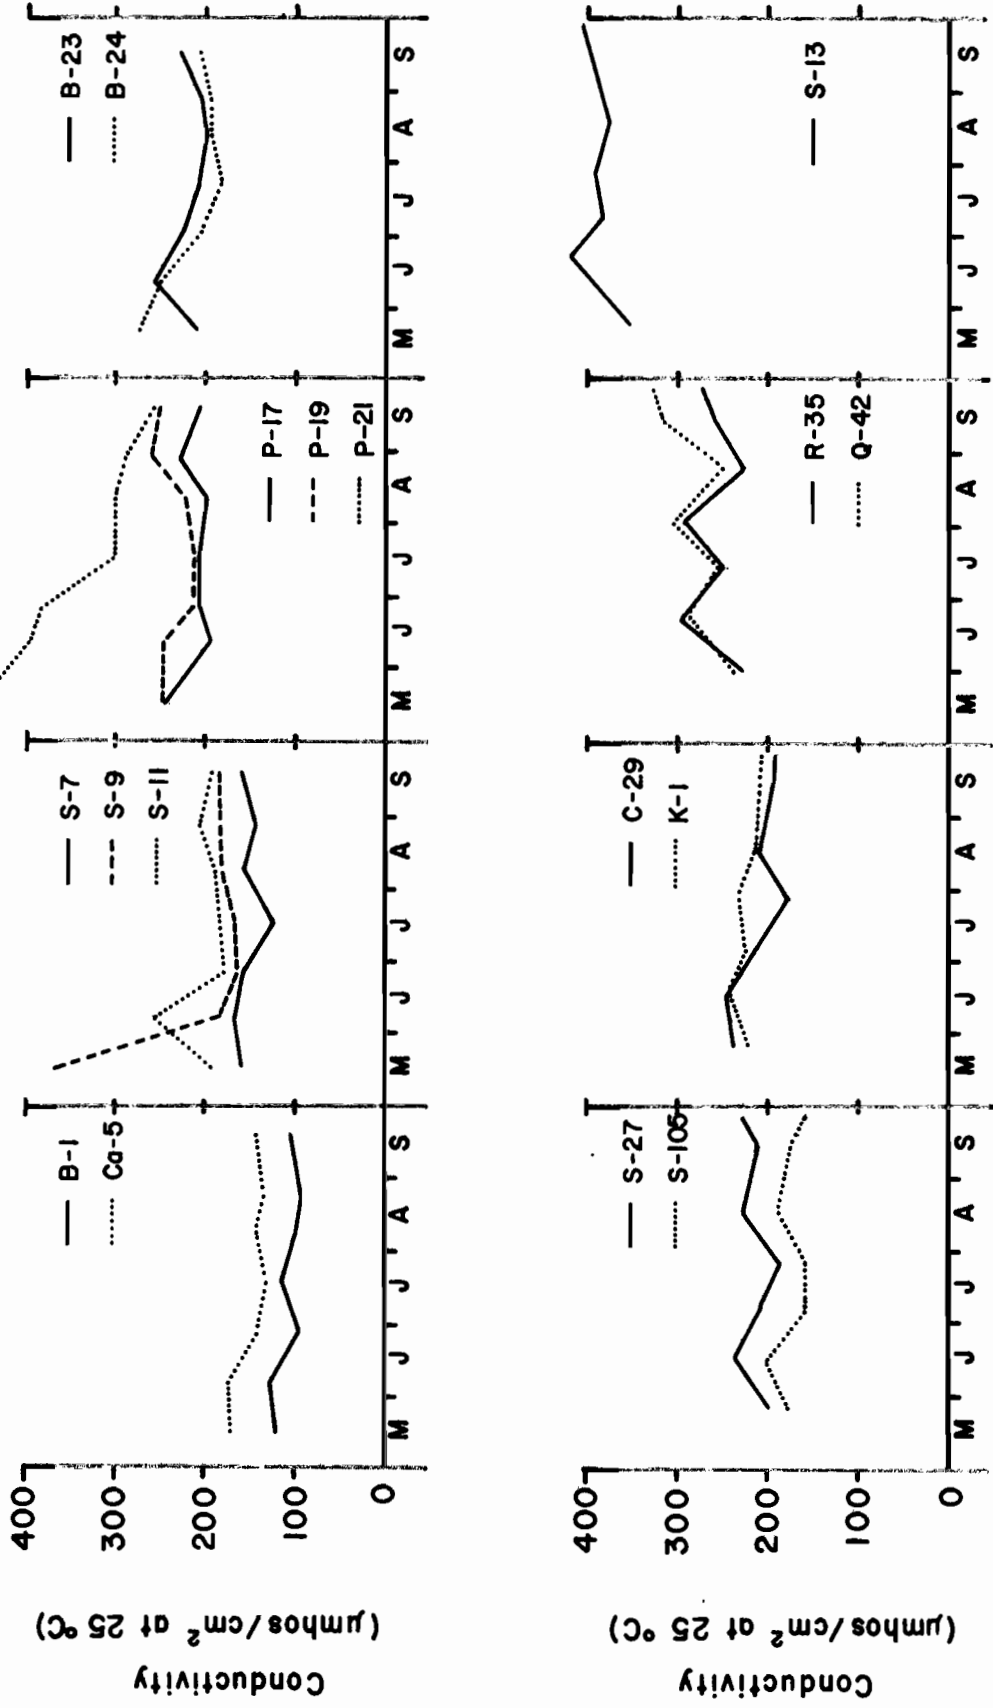 Conductivity
(μmhos/cm² at 25 °C)
400
300
200
100
0
B-1
Ca-5
M J J A S
S-7
S-9
S-11
M J J A S
P-17
P-19
P-21
M J J A S
B-23
B-24
M J J A S
Conductivity
(μmhos/cm² at 25 °C)
400
300
200
100
0
S-27
S-105
M J J A S
C-29
K-1
M J J A S
R-35
Q-42
M J J A S
S-13
M J J A S